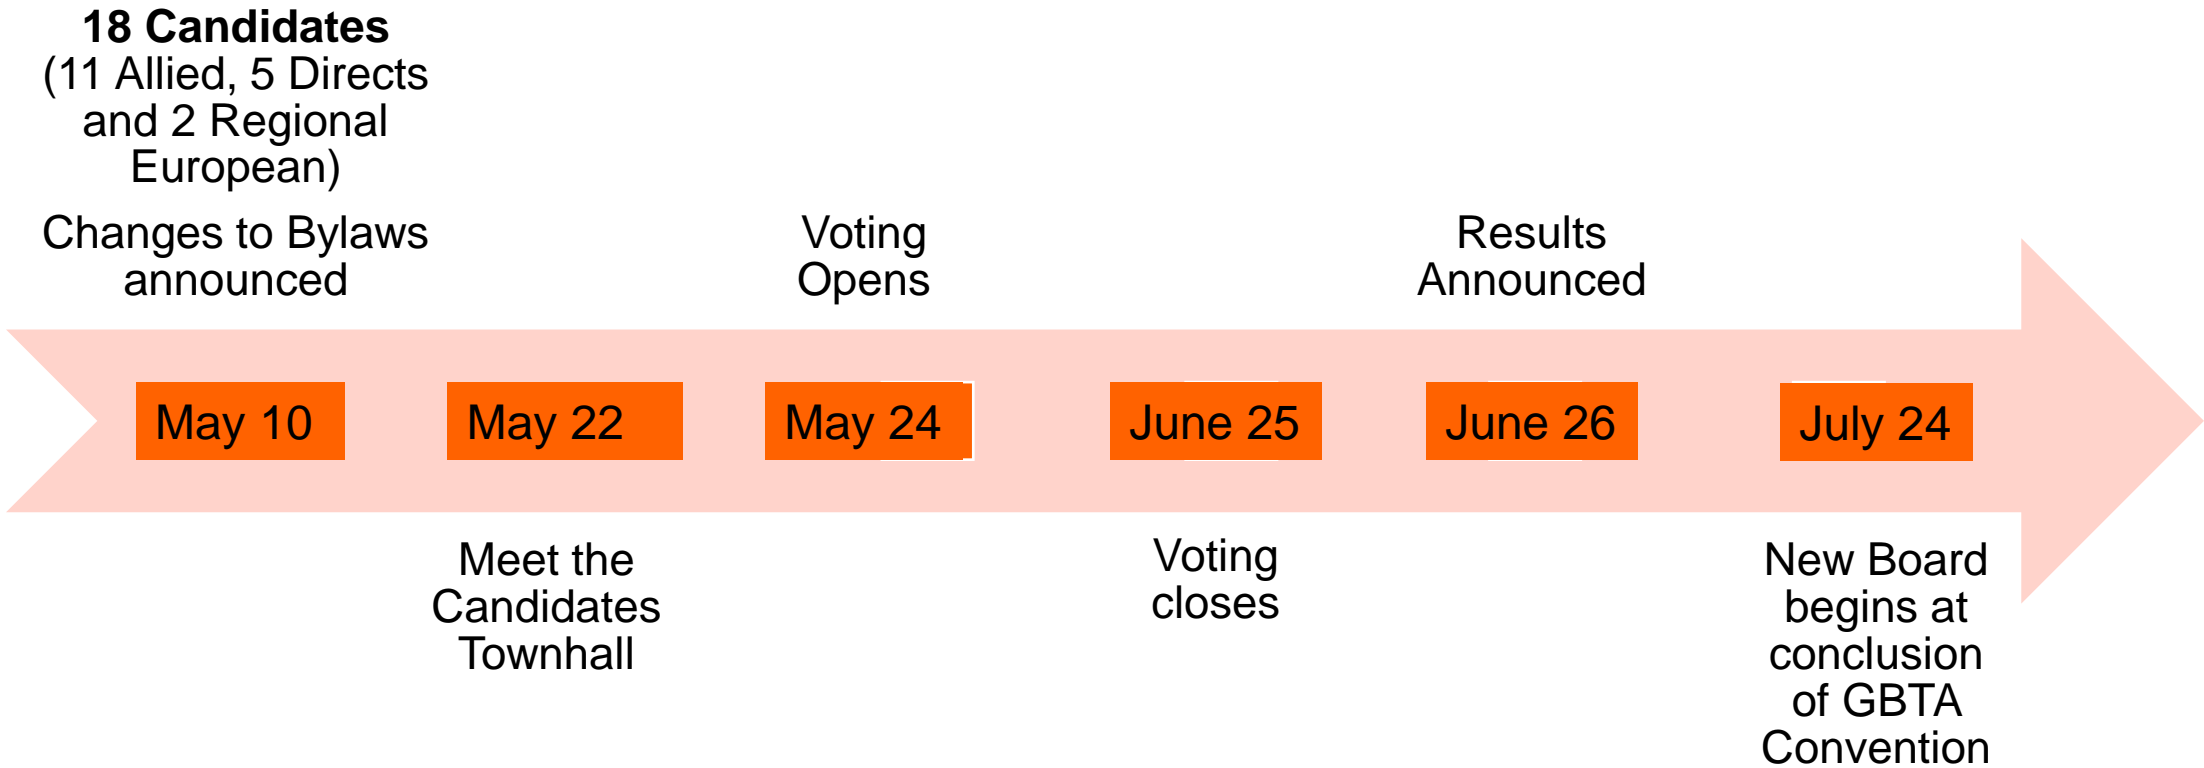 18 Candidates
(11 Allied, 5 Directs
and 2 Regional
European)
Changes to Bylaws
announced
Voting
Opens
Results
Announced
May 10
May 22
May 24
June 25
June 26
July 24
Meet the
Candidates
Townhall
Voting
closes
New Board
begins at
conclusion
of GBTA
Convention